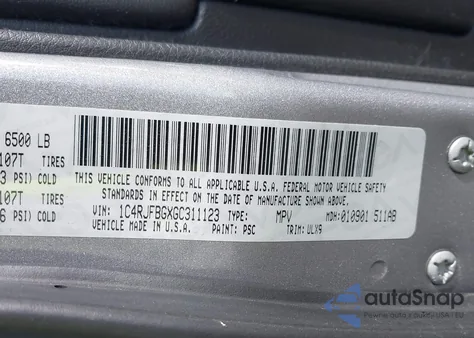 6500 LB
107T TIRES
3 PSI) COLD
107T TIRES
6 PSI) COLD
THIS VEHICLE CONFORMS TO ALL APPLICABLE U.S.A. FEDERAL MOTOR VEHICLE SAFETY
STANDARDS IN EFFECT ON THE DATE OF MANUFACTURE SHOWN ABOVE.
VIN: 1C4RJFBGXGC311123 TYPE: MPV MDH: 010901 511AB
VEHICLE MADE IN U.S.A. PAINT: PSC TRIM: ULX9
autoSnap